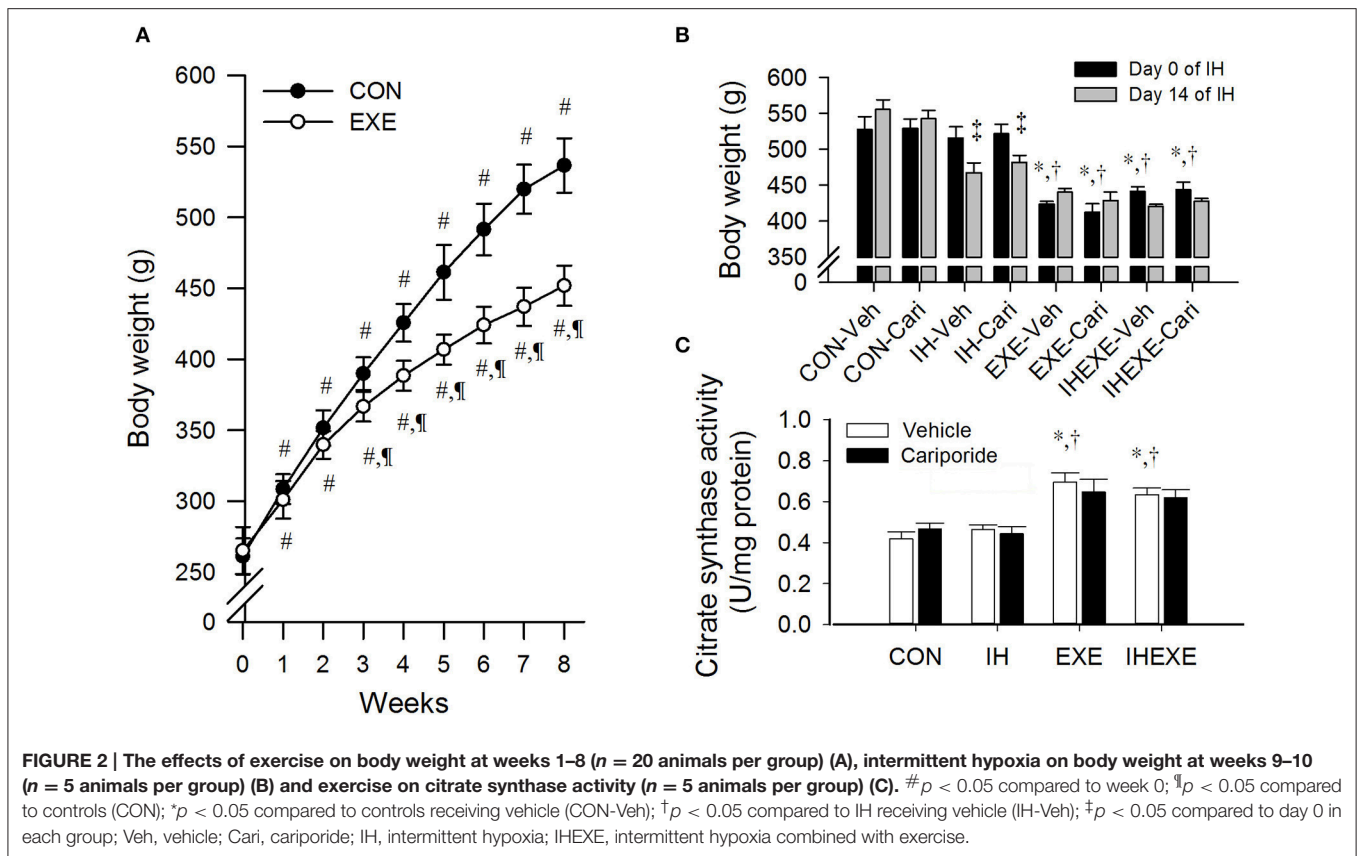 A
600
550
500
450
400
350
300
250
0
Body weight (g)
CON
EXE
# # # # # # # #
# # #,¶ #,¶ #,¶ #,¶ #,¶ #,¶
0 1 2 3 4 5 6 7 8
Weeks
B
600
550
500
450
400
350
0
Body weight (g)
Day 0 of IH
Day 14 of IH
‡ ‡ *,† *,† *,† *,†
CON-Veh
CON-Cari
IH-Veh
IH-Cari
EXE-Veh
EXE-Cari
IHEXE-Veh
IHEXE-Cari
C
1.0
0.8
0.6
0.4
0.2
0.0
Citrate synthase activity
(U/mg protein)
Vehicle
Cariporide
*,† *,†
CON IH EXE IHEXE
FIGURE 2 | The effects of exercise on body weight at weeks 1–8 (n = 20 animals per group) (A), intermittent hypoxia on body weight at weeks 9–10
(n = 5 animals per group) (B) and exercise on citrate synthase activity (n = 5 animals per group) (C). #p < 0.05 compared to week 0; ¶p < 0.05 compared
to controls (CON); *p < 0.05 compared to controls receiving vehicle (CON-Veh); †p < 0.05 compared to IH receiving vehicle (IH-Veh); ‡p < 0.05 compared to day 0 in
each group; Veh, vehicle; Cari, cariporide; IH, intermittent hypoxia; IHEXE, intermittent hypoxia combined with exercise.